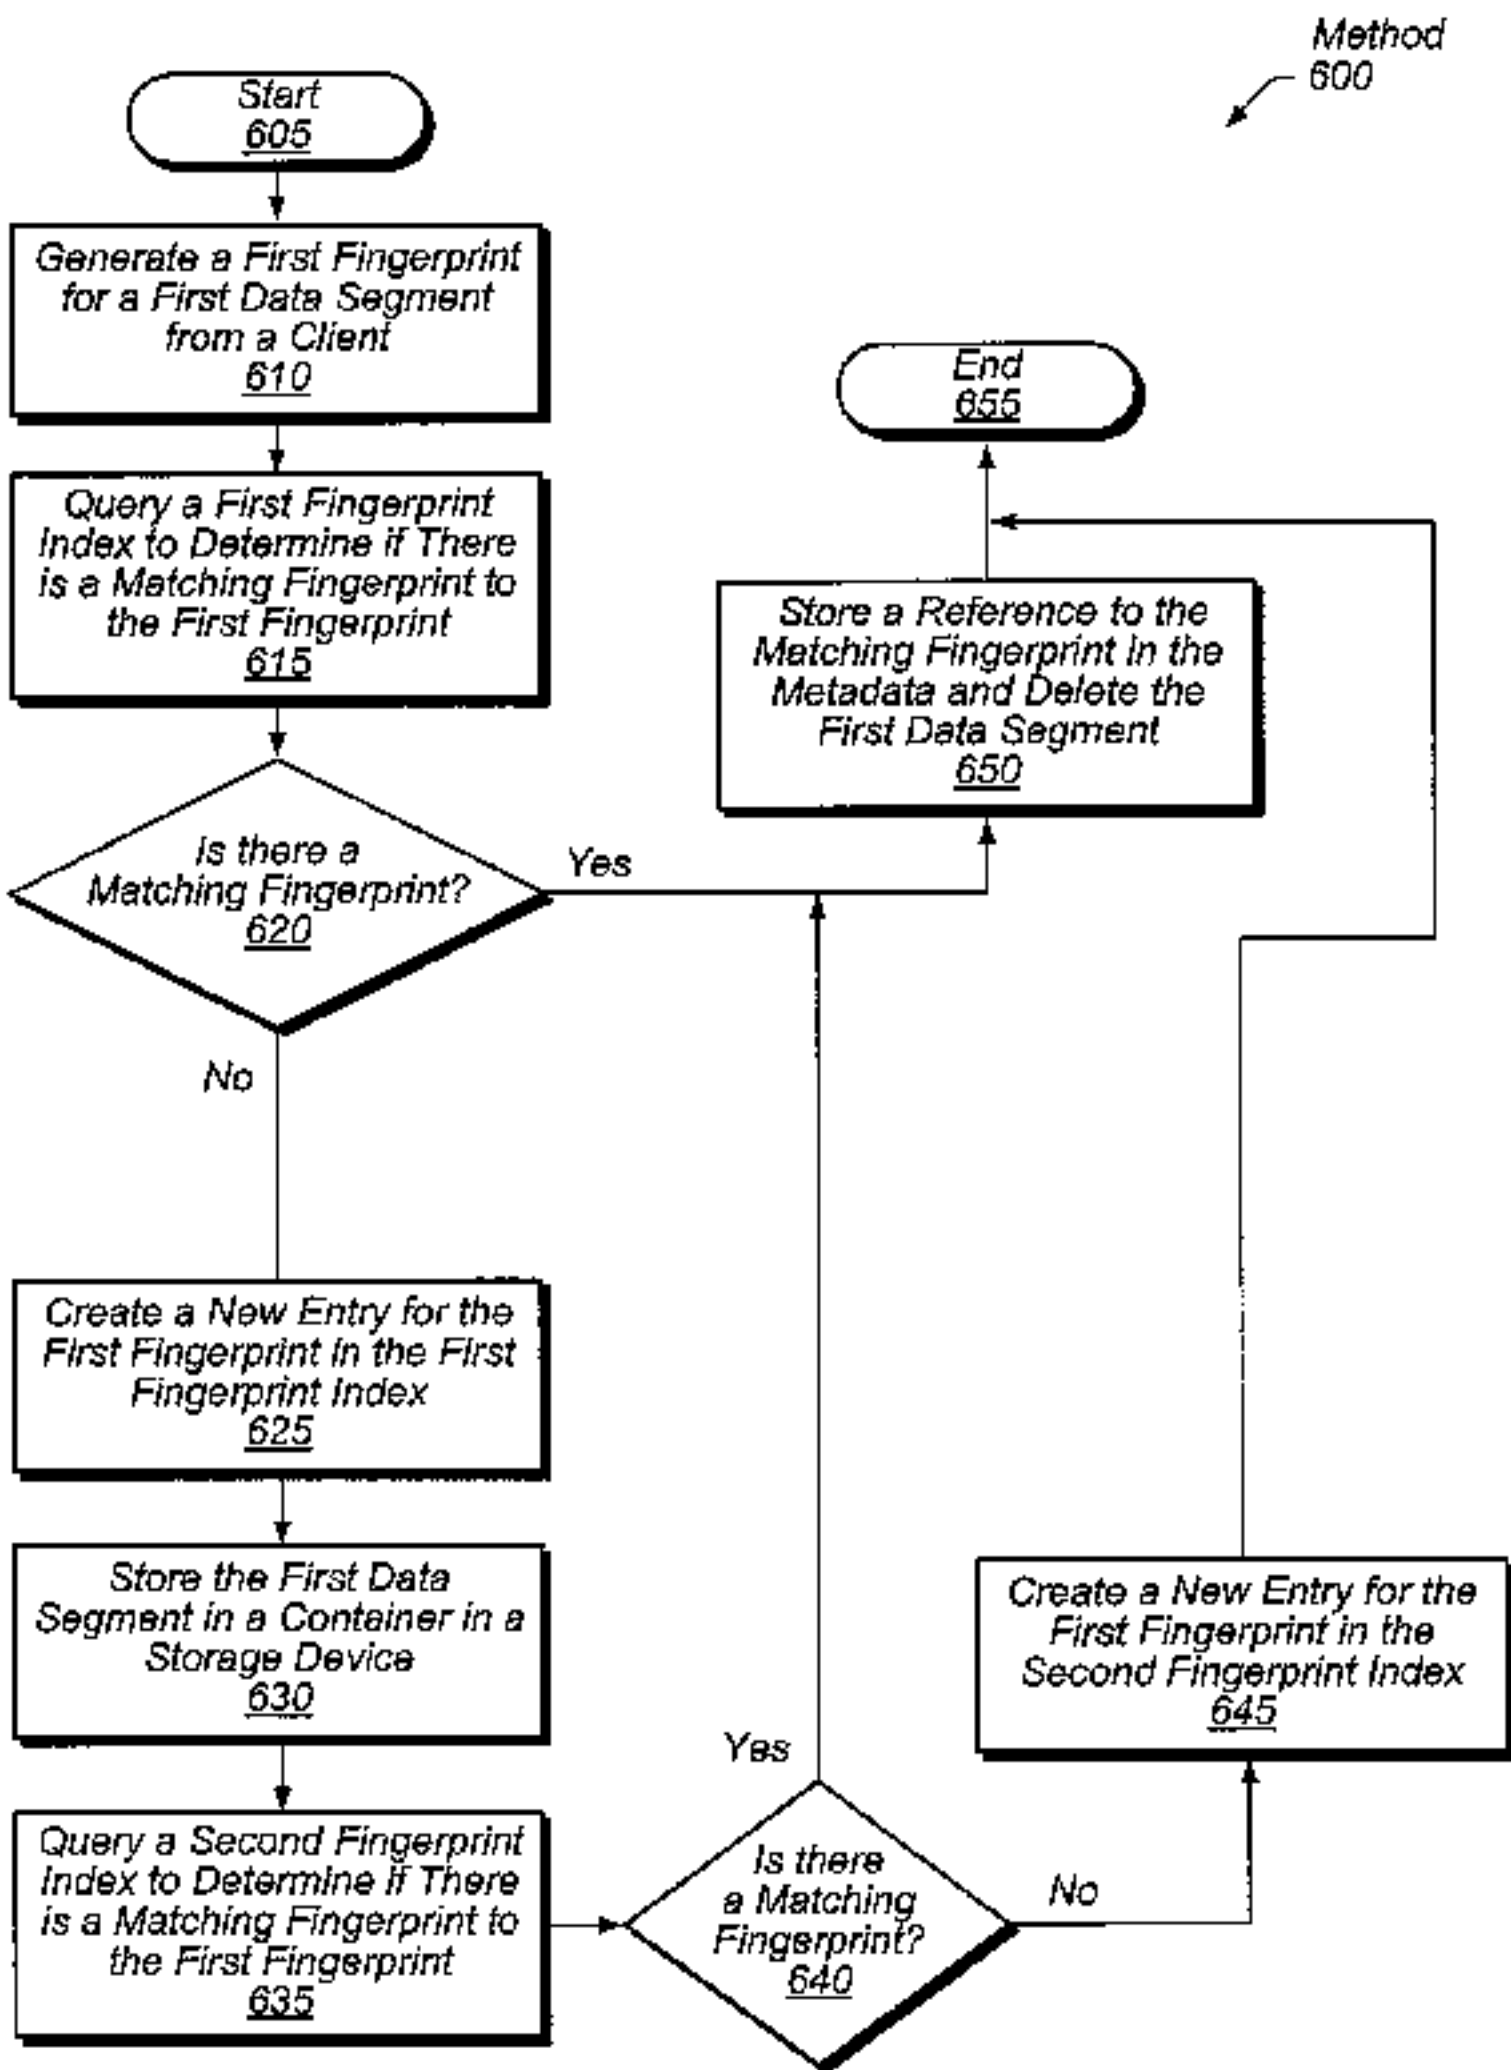 Method
600
Start
605
Generate a First Fingerprint
for a First Data Segment
from a Client
610
Query a First Fingerprint
Index to Determine if There
is a Matching Fingerprint to
the First Fingerprint
615
Is there a
Matching Fingerprint?
620
Yes
No
End
655
Store a Reference to the
Matching Fingerprint in the
Metadata and Delete the
First Data Segment
650
Create a New Entry for the
First Fingerprint in the First
Fingerprint Index
625
Store the First Data
Segment in a Container in a
Storage Device
630
Query a Second Fingerprint
Index to Determine if There
is a Matching Fingerprint to
the First Fingerprint
635
Yes
Is there
a Matching
Fingerprint?
640
No
Create a New Entry for the
First Fingerprint in the
Second Fingerprint Index
645